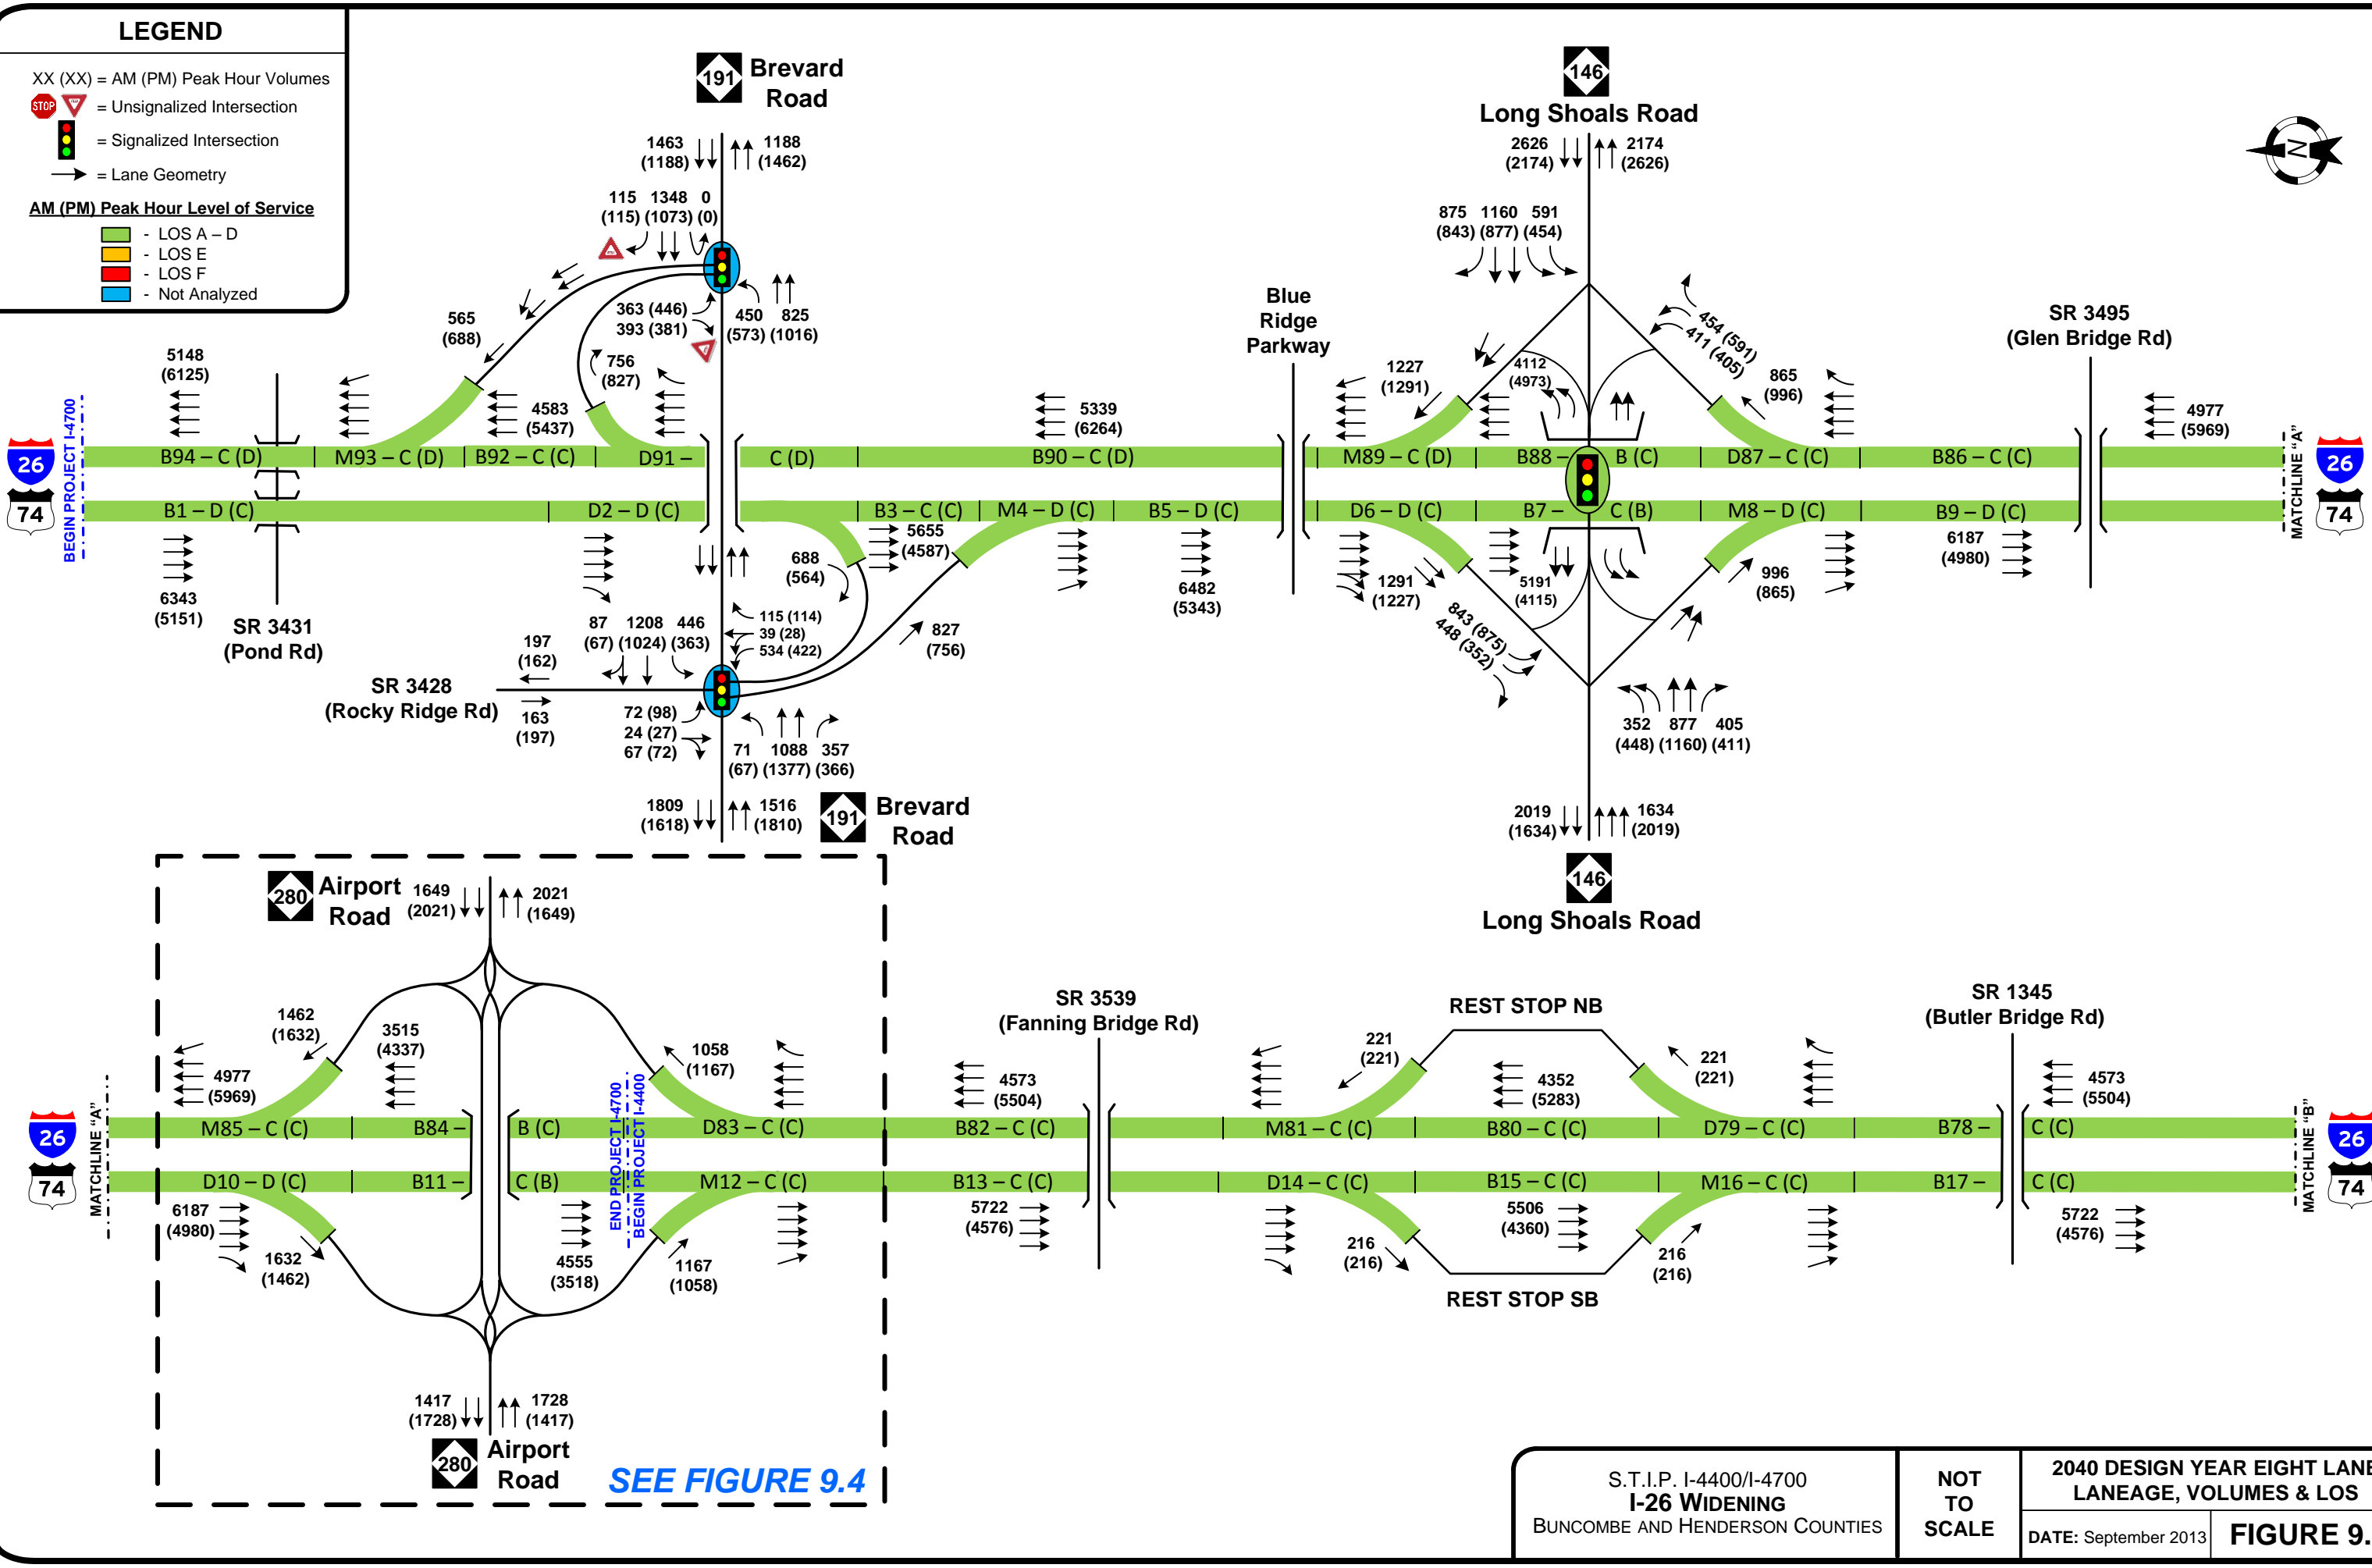 LEGEND
XX (XX) = AM (PM) Peak Hour Volumes
STOP = Unsignalized Intersection
= Signalized Intersection
= Lane Geometry
AM (PM) Peak Hour Level of Service
- LOS A – D
- LOS E
- LOS F
- Not Analyzed
191 Brevard
Road
1463
(1188)
1188
(1462)
115 1348 0
(115) (1073) (0)
363 (446)
393 (381)
450 825
(573) (1016)
565
(688)
756
(827)
5148
(6125)
4583
(5437)
5339
(6264)
Blue
Ridge
Parkway
146
Long Shoals Road
2626
(2174)
2174
(2626)
875 1160 591
(843) (877) (454)
454 (591)
411 (405)
1227
(1291)
4112
(4973)
865
(996)
SR 3495
(Glen Bridge Rd)
4977
(5969)
N
26
74
BEGIN PROJECT I-4700
B94 – C (D)
M93 – C (D)
B92 – C (C)
D91 –
C (D)
B90 – C (D)
M89 – C (D)
B88 –
B (C)
D87 – C (C)
B86 – C (C)
MATCHLINE “A”
26
74
B1 – D (C)
D2 – D (C)
B3 – C (C)
M4 – D (C)
B5 – D (C)
D6 – D (C)
B7 –
C (B)
M8 – D (C)
B9 – D (C)
6343
(5151)
SR 3431
(Pond Rd)
688
(564)
5655
(4587)
6482
(5343)
1291
(1227)
5191
(4115)
996
(865)
6187
(4980)
843 (875)
448 (352)
87 1208 446
(67) (1024) (363)
115 (114)
39 (28)
534 (422)
827
(756)
197
(162)
SR 3428
(Rocky Ridge Rd)
163
(197)
72 (98)
24 (27)
67 (72)
71 1088 357
(67) (1377) (366)
352 877 405
(448) (1160) (411)
1809
(1618)
1516
(1810)
191 Brevard
Road
2019
(1634)
1634
(2019)
146
Long Shoals Road
280 Airport
Road
1649
(2021)
2021
(1649)
1462
(1632)
3515
(4337)
1058
(1167)
4977
(5969)
4573
(5504)
SR 3539
(Fanning Bridge Rd)
REST STOP NB
221
(221)
4352
(5283)
221
(221)
SR 1345
(Butler Bridge Rd)
4573
(5504)
26
74
MATCHLINE “A”
M85 – C (C)
B84 –
B (C)
END PROJECT I-4700
BEGIN PROJECT I-4400
D83 – C (C)
B82 – C (C)
M81 – C (C)
B80 – C (C)
D79 – C (C)
B78 –
C (C)
MATCHLINE “B”
26
74
D10 – D (C)
B11 –
C (B)
M12 – C (C)
B13 – C (C)
D14 – C (C)
B15 – C (C)
M16 – C (C)
B17 –
C (C)
6187
(4980)
1632
(1462)
4555
(3518)
1167
(1058)
5722
(4576)
216
(216)
5506
(4360)
216
(216)
5722
(4576)
REST STOP SB
1417
(1728)
1728
(1417)
280 Airport
Road
SEE FIGURE 9.4
S.T.I.P. I-4400/I-4700
I-26 WIDENING
BUNCOMBE AND HENDERSON COUNTIES
NOT
TO
SCALE
2040 DESIGN YEAR EIGHT LANE
LANEAGE, VOLUMES & LOS
DATE: September 2013
FIGURE 9.